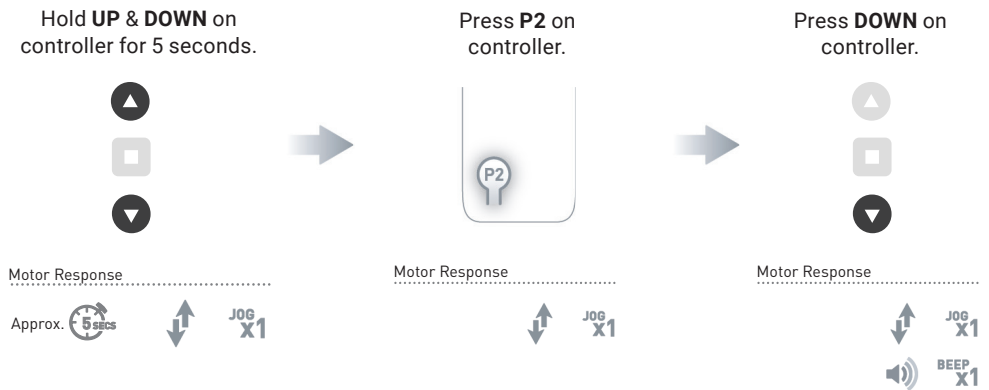 Hold UP & DOWN on
controller for 5 seconds.
Press P2 on
controller.
Press DOWN on
controller.
P2
Motor Response
Approx. 5 SECS
JOG
X1
Motor Response
JOG
X1
Motor Response
JOG
X1
BEEP
X1